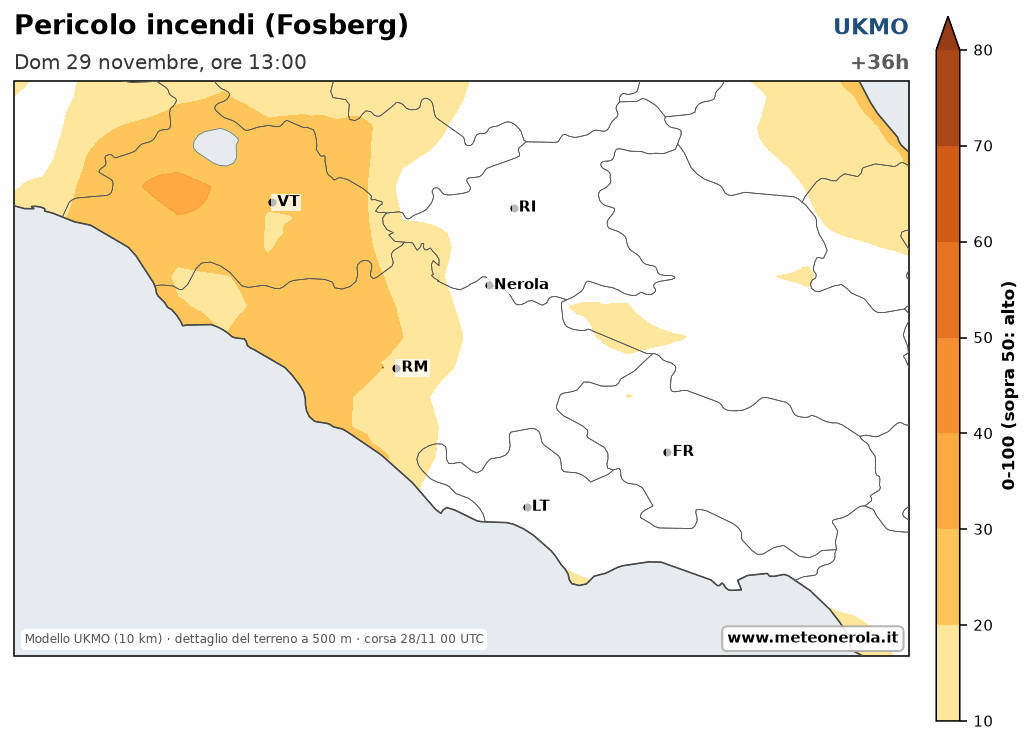 Pericolo incendi (Fosberg)
UKMO
Dom 29 novembre, ore 13:00
+36h
80
70
60
50
40
30
20
10
0-100 (sopra 50: alto)
VT
RI
Nerola
RM
FR
LT
Modello UKMO (10 km) · dettaglio del terreno a 500 m · corsa 28/11 00 UTC
www.meteonerola.it